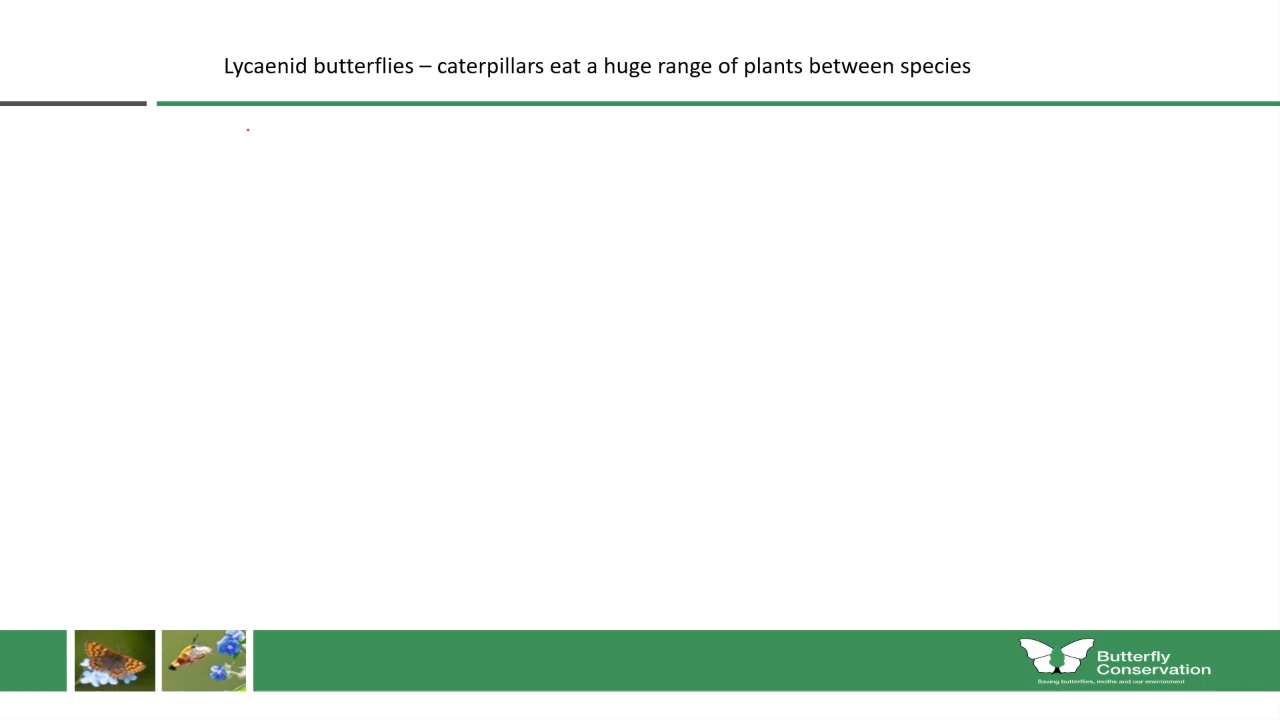 Lycaenid butterflies – caterpillars eat a huge range of plants between species
Butterfly
Conservation
Saving butterflies, moths and our environment